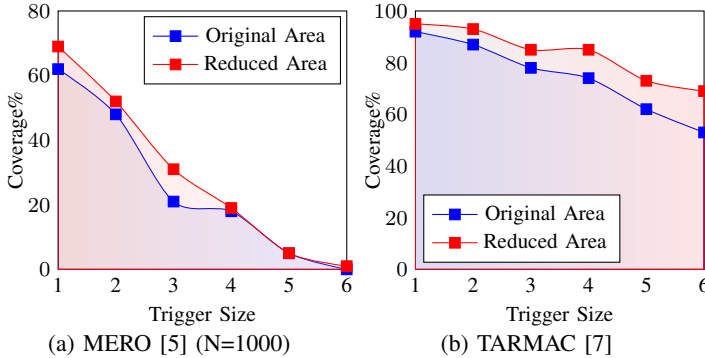 80
60
40
20
0
Coverage%
Original Area
Reduced Area
1 2 3 4 5 6
Trigger Size
(a) MERO [5] (N=1000)
100
80
60
40
20
0
Coverage%
Original Area
Reduced Area
1 2 3 4 5 6
Trigger Size
(b) TARMAC [7]